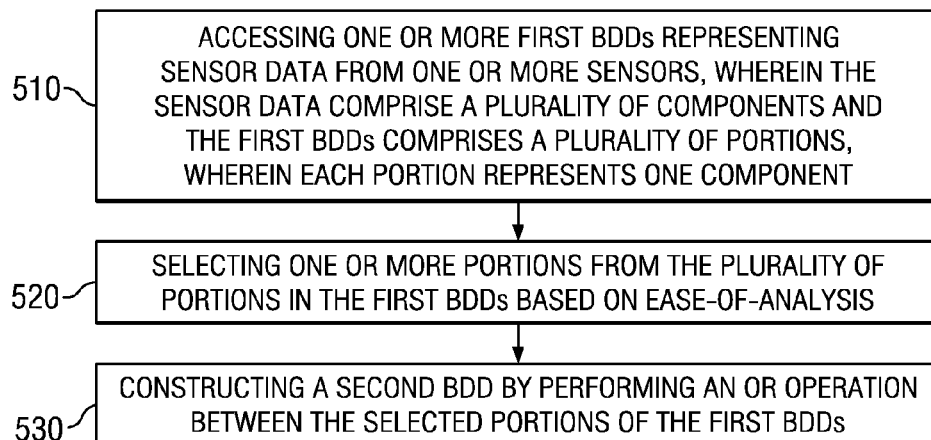 510
ACCESSING ONE OR MORE FIRST BDDs REPRESENTING
SENSOR DATA FROM ONE OR MORE SENSORS, WHEREIN THE
SENSOR DATA COMPRISE A PLURALITY OF COMPONENTS AND
THE FIRST BDDs COMPRISES A PLURALITY OF PORTIONS,
WHEREIN EACH PORTION REPRESENTS ONE COMPONENT
520
SELECTING ONE OR MORE PORTIONS FROM THE PLURALITY OF
PORTIONS IN THE FIRST BDDs BASED ON EASE-OF-ANALYSIS
530
CONSTRUCTING A SECOND BDD BY PERFORMING AN OR OPERATION
BETWEEN THE SELECTED PORTIONS OF THE FIRST BDDs